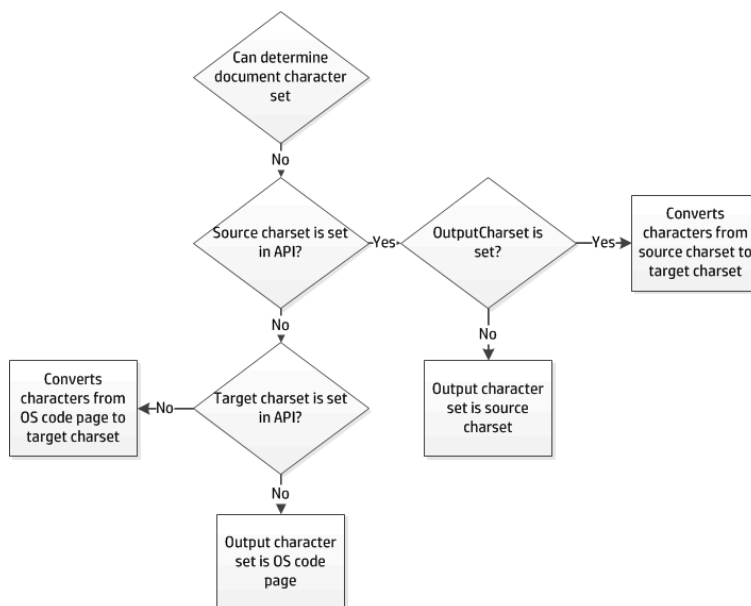 Can determine
document character
set
No
Source charset is set
in API?
Yes
OutputCharset is
set?
Yes
Converts
characters from
source charset to
target charset
No
No
Converts
characters from
OS code page to
target charset
No
Target charset is set
in API?
Output character
set is source
charset
No
Output character
set is OS code
page